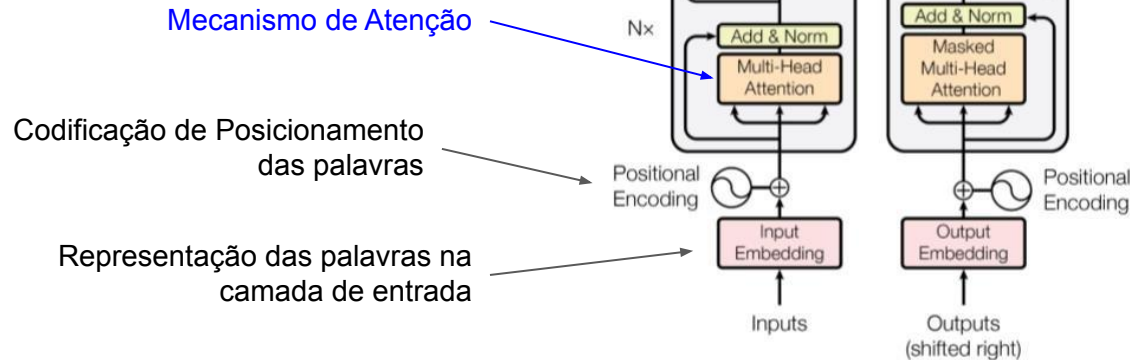 Mecanismo de Atenção
Codificação de Posicionamento
das palavras
Representação das palavras na
camada de entrada
Nx
Add & Norm
Multi-Head
Attention
Positional
Encoding
Input
Embedding
Inputs
Add & Norm
Masked
Multi-Head
Attention
Positional
Encoding
Output
Embedding
Outputs
(shifted right)